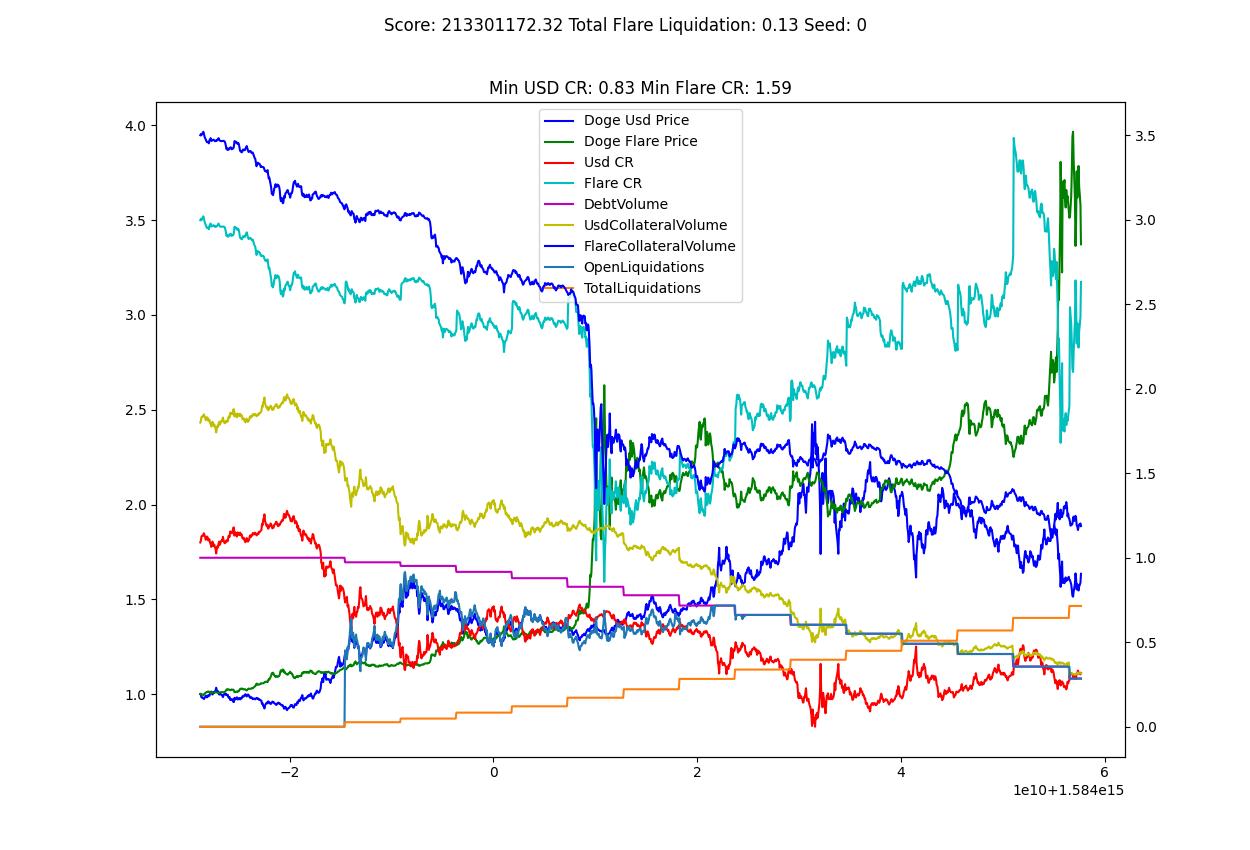 Score: 213301172.32 Total Flare Liquidation: 0.13 Seed: 0
Min USD CR: 0.83 Min Flare CR: 1.59
Doge Usd Price
Doge Flare Price
Usd CR
Flare CR
DebtVolume
UsdCollateralVolume
FlareCollateralVolume
OpenLiquidations
TotalLiquidations
4.0
3.5
3.0
2.5
2.0
1.5
1.0
3.5
3.0
2.5
2.0
1.5
1.0
0.5
0.0
−2 0 2 4 6
1e10+1.584e15